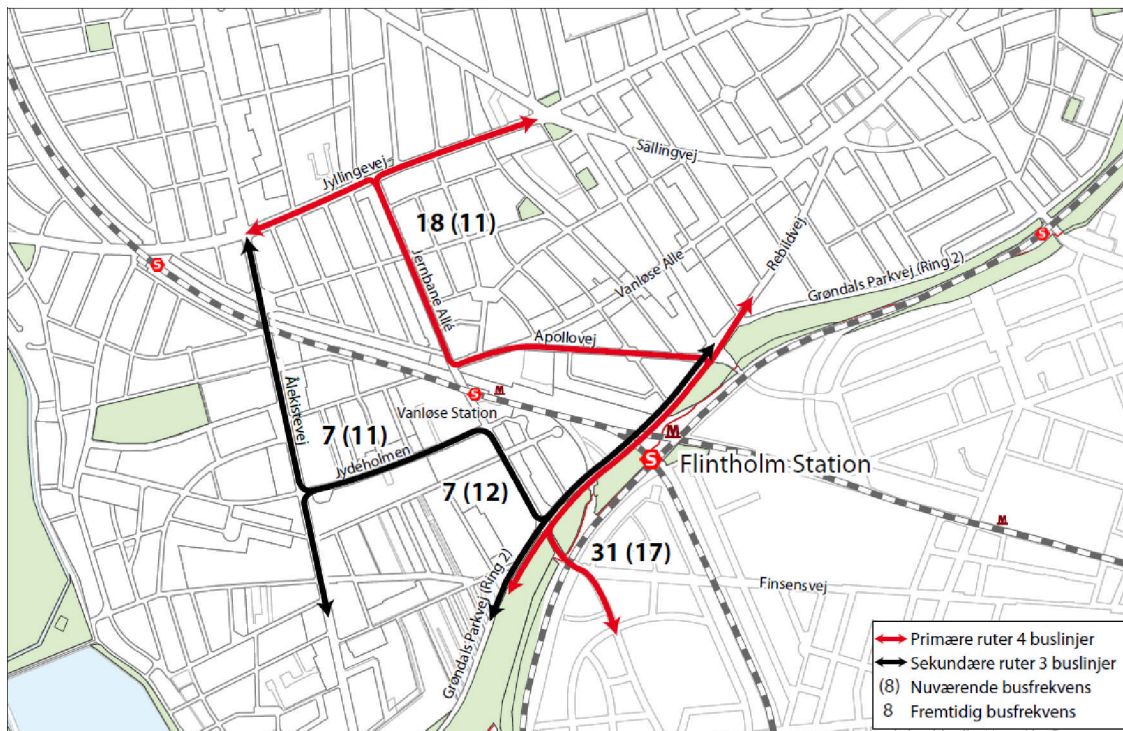 Sallingvej
Jyllingevej
18 (11)
Jernbane Allé
Vanløse Alle
Rebildvej
Grøndals Parkvej (Ring 2)
S
S
Apollovej
S
M
Vanløse Station
Ålekistevej
7 (11)
Jydeholmen
M
S
Flintholm Station
7 (12)
M
31 (17)
Finsensvej
Grøndals Parkvej (Ring 2)
Primære ruter 4 buslinjer
Sekundære ruter 3 buslinjer
(8) Nuværende busfrekvens
8 Fremtidig busfrekvens